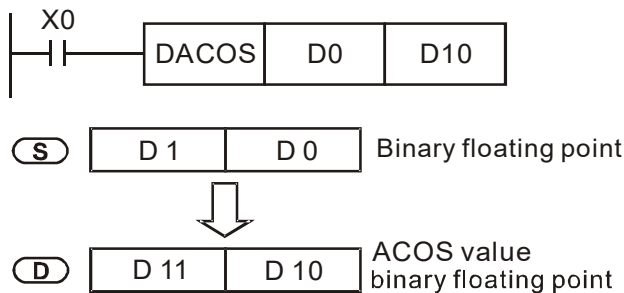 X0
DACOS D0 D10
S D 1 D 0 Binary floating point
D D 11 D 10 ACOS value
binary floating point